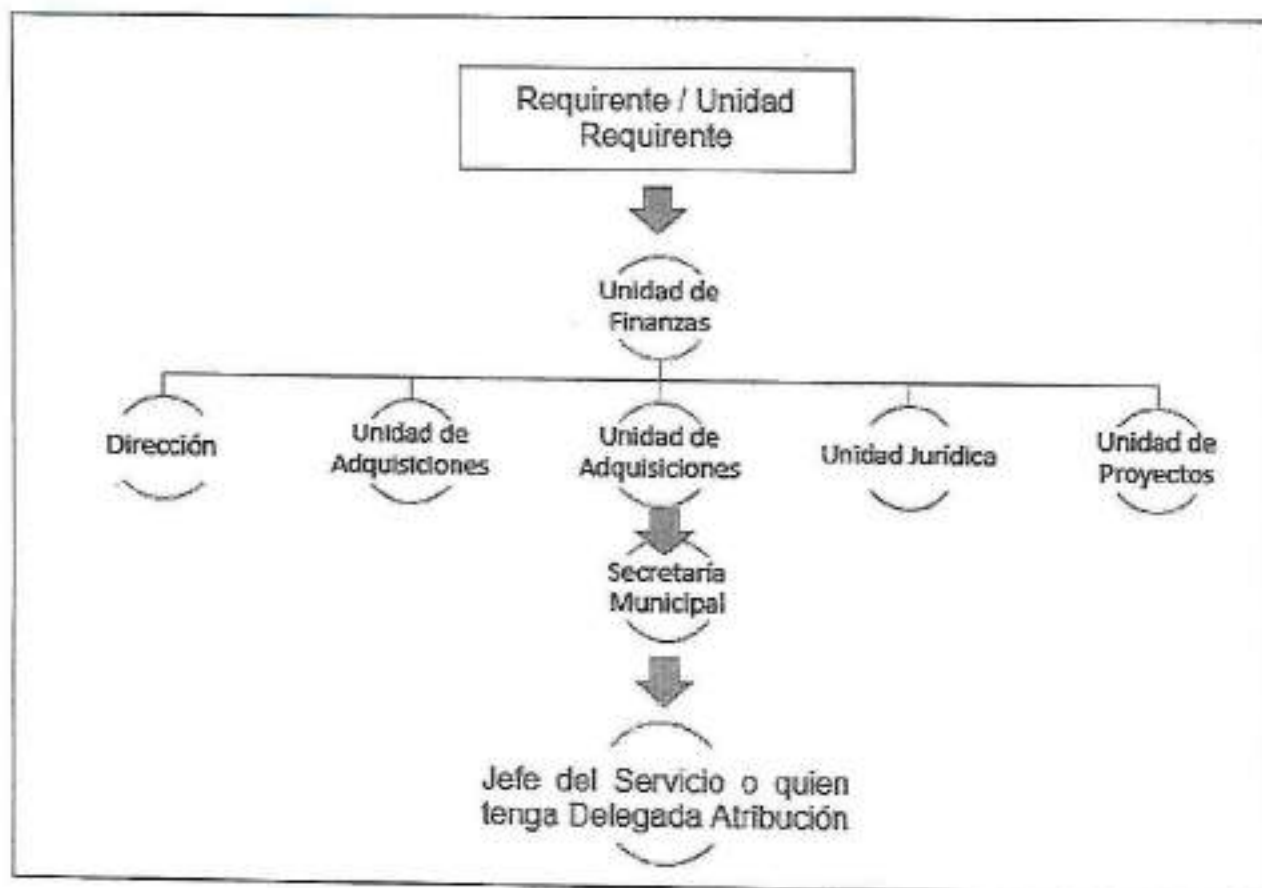 Requirente / Unidad
Requirente
Unidad de
Finanzas
Dirección
Unidad de
Adquisiciones
Unidad de
Adquisiciones
Unidad Jurídica
Unidad de
Proyectos
Secretaría
Municipal
Jefe del Servicio o quien
tenga Delegada Atribución